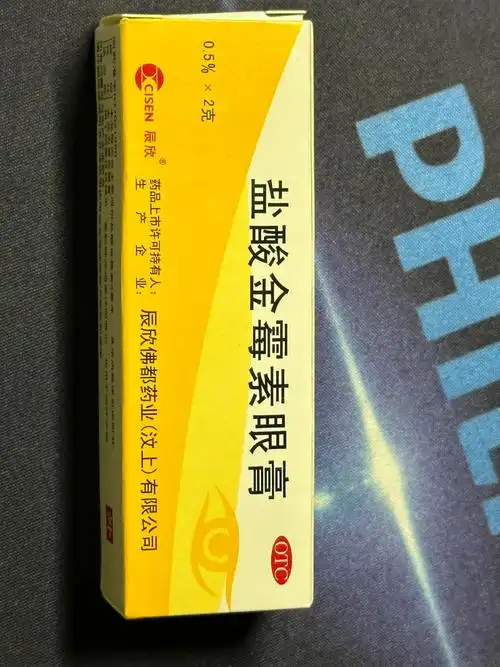 0.5% × 2克
CISEN 辰欣®
盐酸金霉素眼膏
OTC
药品上市许可持有人：
生产企业：
辰欣佛都药业(汶上)有限公司
PHIL